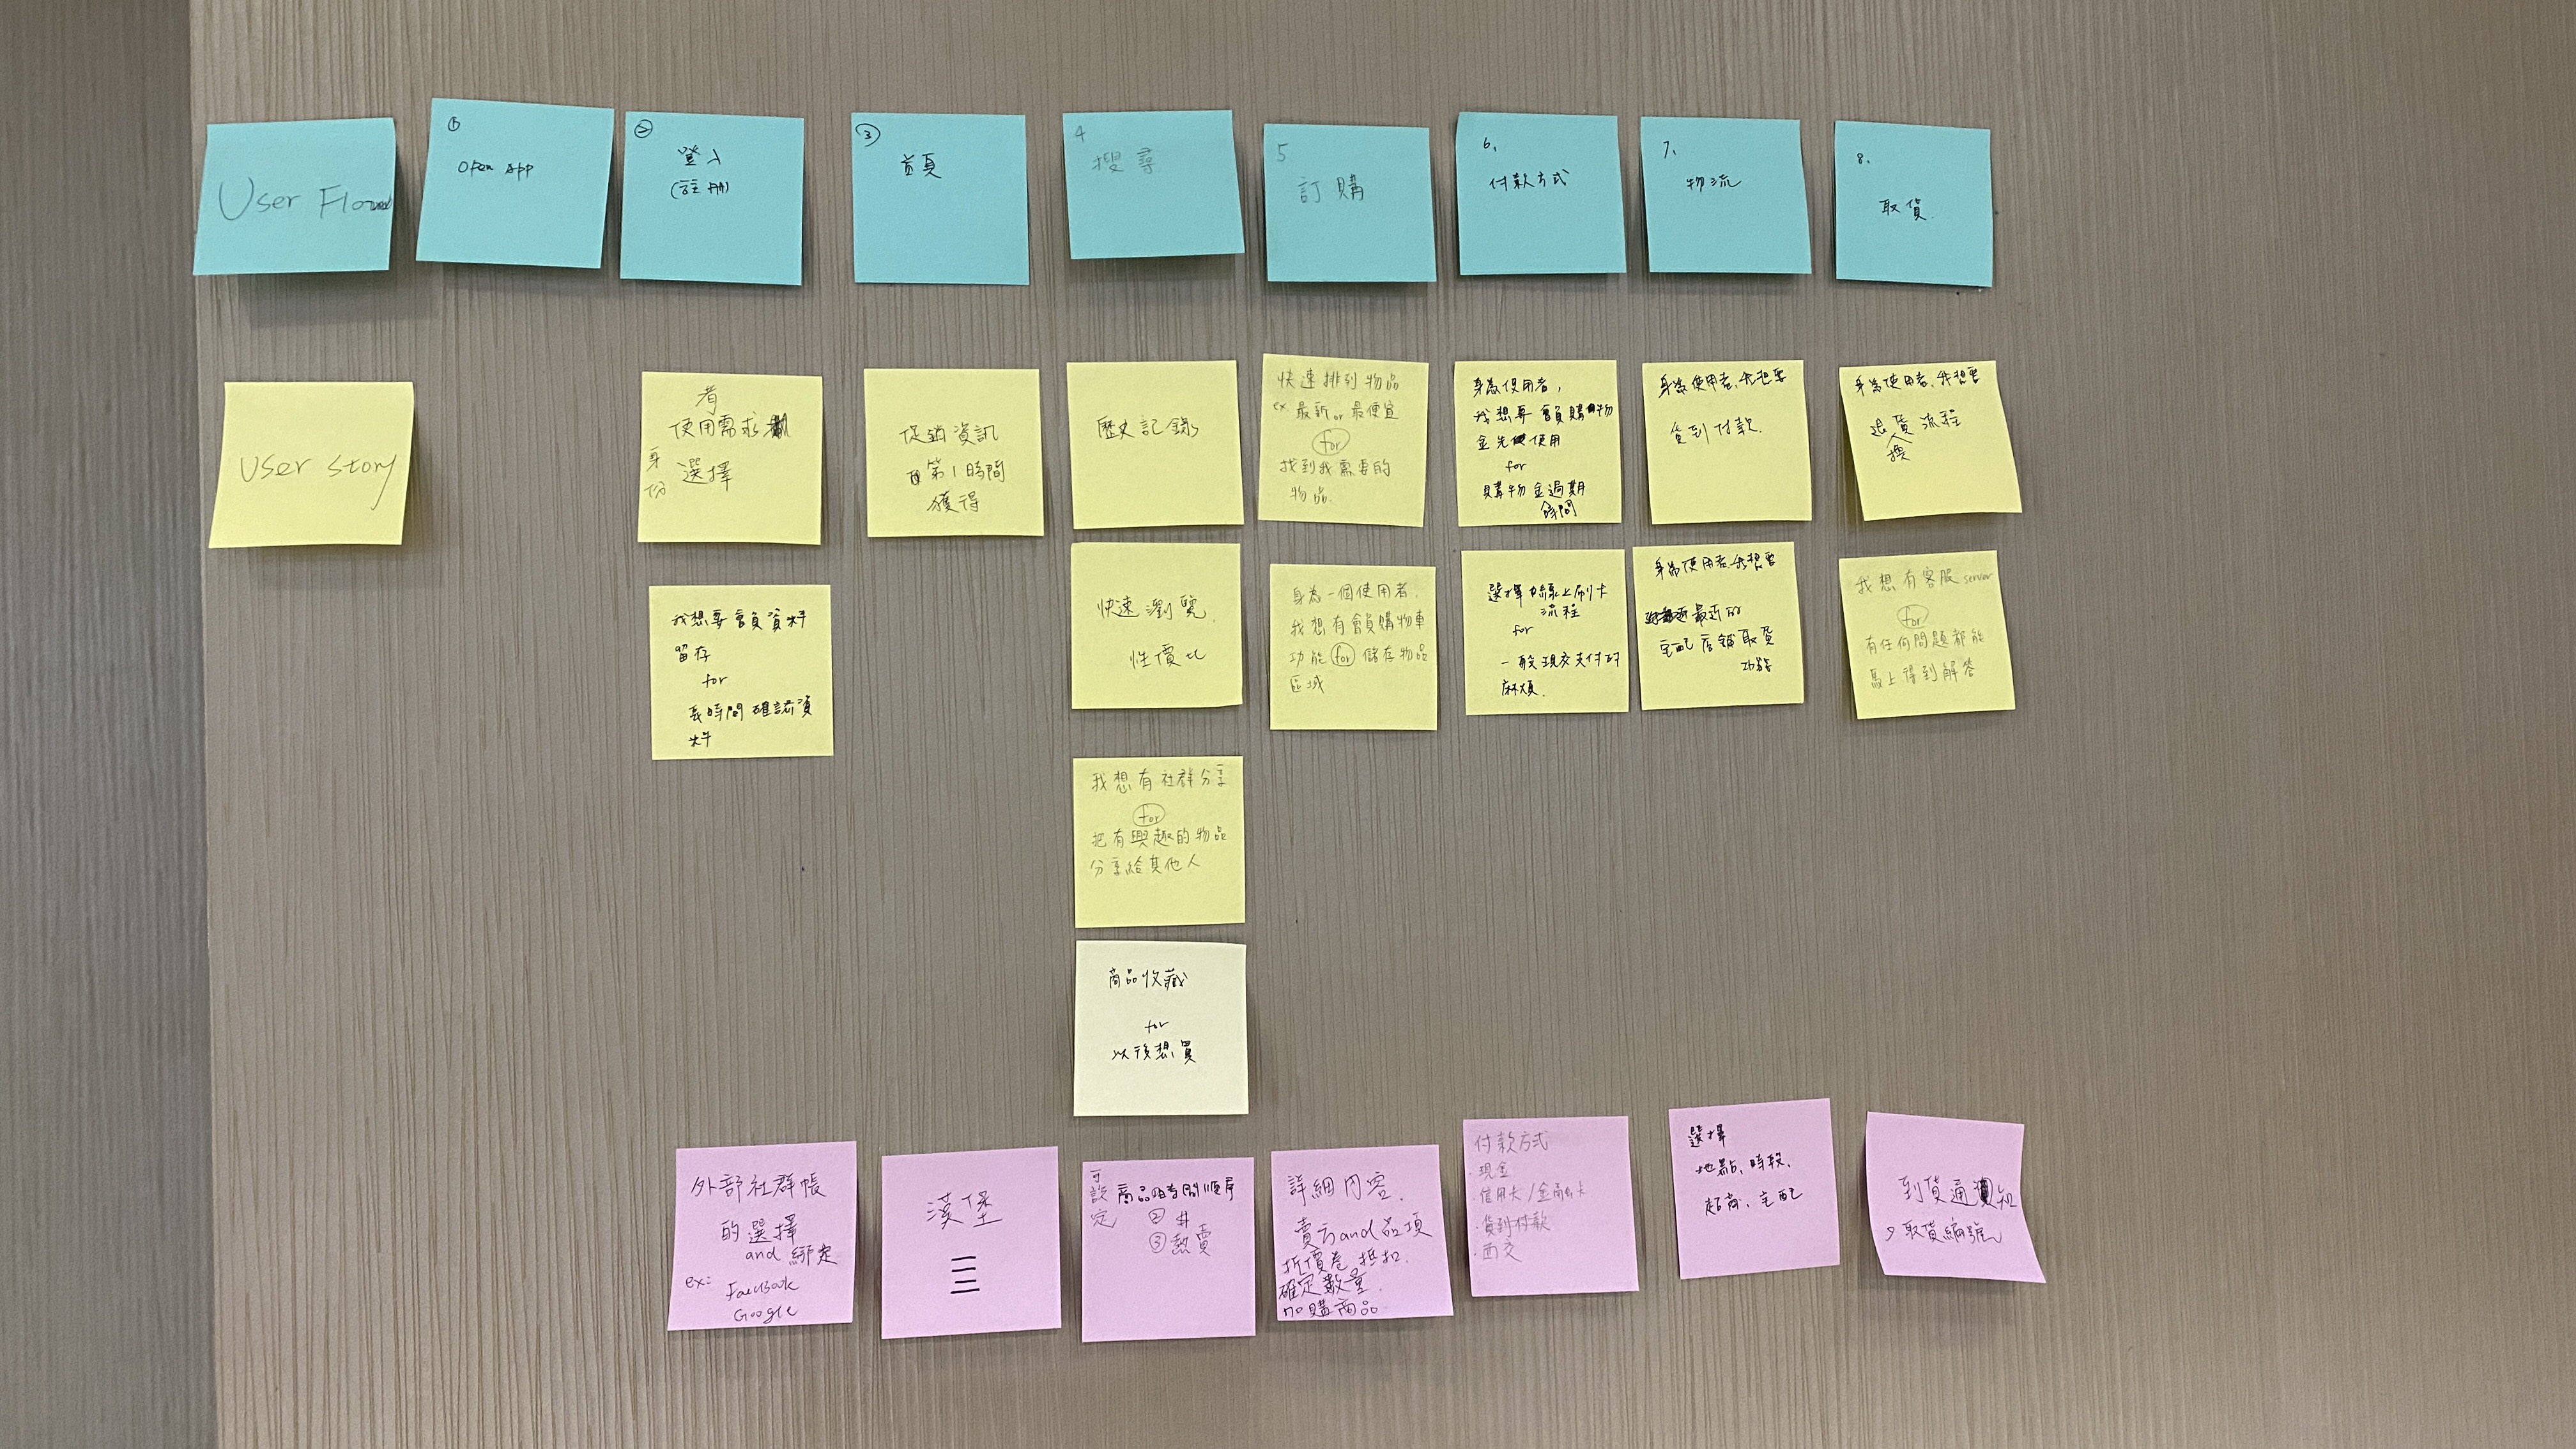 User Flow
①
Open App
②
登入
(註冊)
③
首頁
4
搜尋
5
訂購
6.
付款方式
7.
物流
8.
取貨
User Story
者
使用需求
身份
選擇
促銷資訊
第1時間
獲得
歷史記錄
快速排列物品
ex 最新 or 最便宜
for
找到我需要的
物品.
身為使用者,
我想要會員購物
金先使用
for
購物金過期
時間
身為使用者,我想要
貨到付款.
身為使用者,我想要
退貨流程
換
我想要會員資料
留存
for
長時間確認資
料
快速瀏覽
性價比
身為一個使用者,
我想有會員購物車
功能 for 儲存物品
區域
選擇線上刷卡
流程
for
一般現交支付的
麻煩.
身為使用者,我想要
最近的
宅配店鋪取貨
功能
我想有客服 server
for
有任何問題都能
馬上得到解答
我想有社群分享
for
把有興趣的物品
分享給其他人
商品收藏
for
以後想買
外部社群帳
的選擇
and 綁定
ex: Facebook
Google
漢堡
可設定
商品 順序
② $
③ 熱賣
詳細內容.
賣方 and 品項
折價卷抵扣.
確定數量.
加購商品
付款方式
·現金
·信用卡/金融卡
·貨到付款
·面交
選擇
地點、時段、
超商、宅配
到貨通知
取貨編號